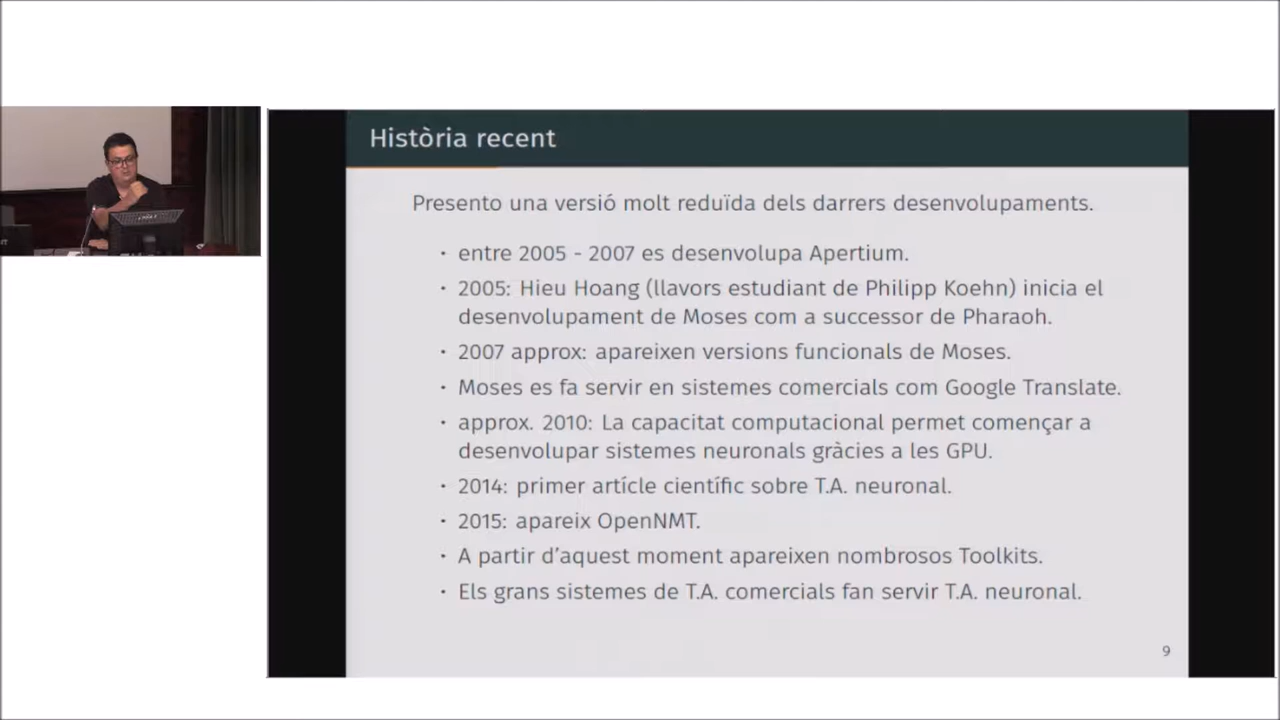 Història recent
Presento una versió molt reduïda dels darrers desenvolupaments.
· entre 2005 - 2007 es desenvolupa Apertium.
· 2005: Hieu Hoang (llavors estudiant de Philipp Koehn) inicia el
desenvolupament de Moses com a successor de Pharaoh.
· 2007 approx: apareixen versions funcionals de Moses.
· Moses es fa servir en sistemes comercials com Google Translate.
· approx. 2010: La capacitat computacional permet començar a
desenvolupar sistemes neuronals gràcies a les GPU.
· 2014: primer artícle científic sobre T.A. neuronal.
· 2015: apareix OpenNMT.
· A partir d'aquest moment apareixen nombrosos Toolkits.
· Els grans sistemes de T.A. comercials fan servir T.A. neuronal.
9